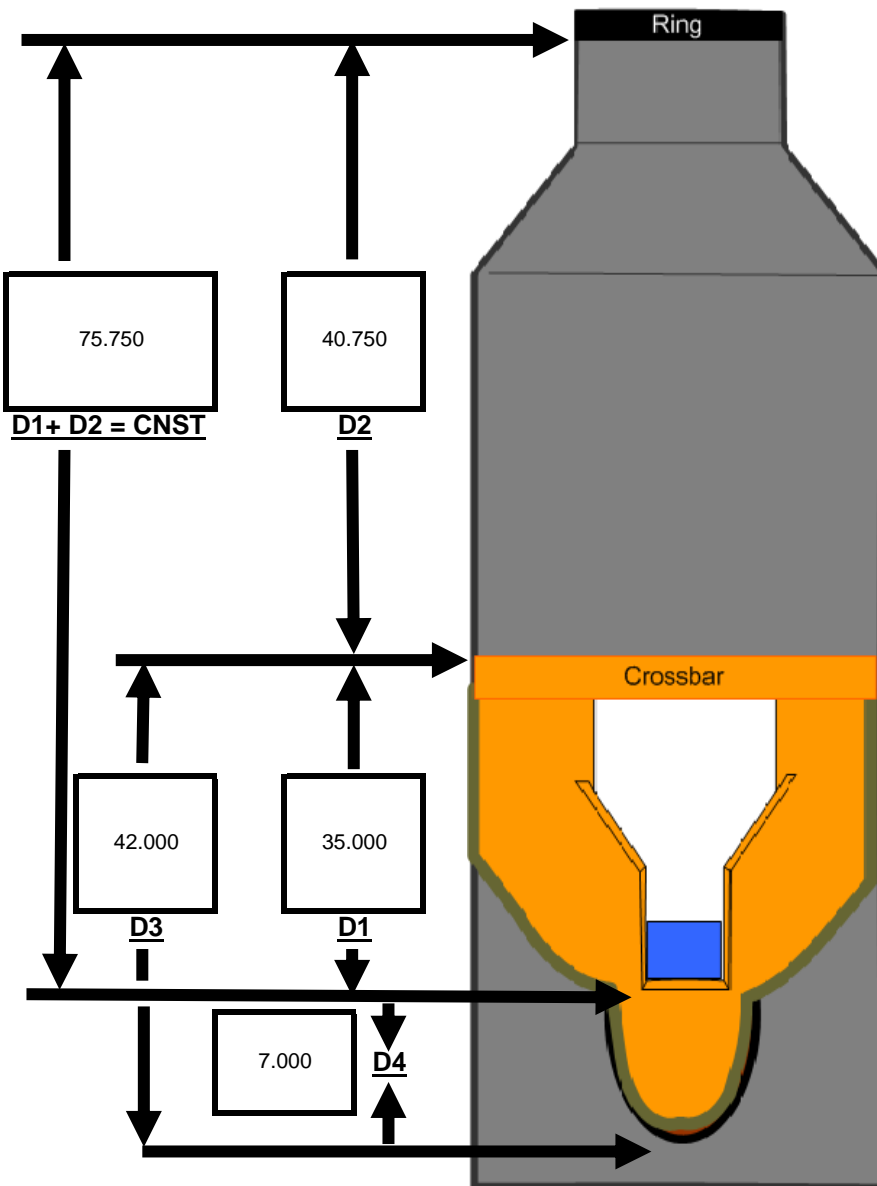 Ring
75.750
40.750
D1+ D2 = CNST
D2
Crossbar
42.000
35.000
D3
D1
7.000
D4